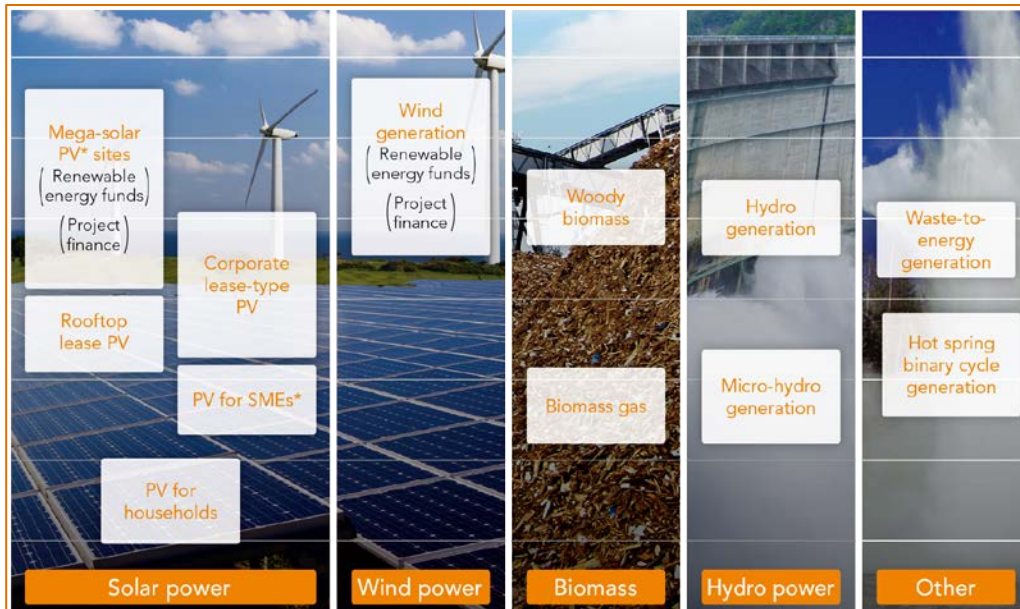 Mega-solar
PV* sites
(Renewable
energy funds)
(Project
finance)
Rooftop
lease PV
Corporate
lease-type
PV
PV for SMEs*
PV for
households
Solar power
Wind
generation
(Renewable
energy funds)
(Project
finance)
Wind power
Woody
biomass
Biomass gas
Biomass
Hydro
generation
Micro-hydro
generation
Hydro power
Waste-to-
energy
generation
Hot spring
binary cycle
generation
Other